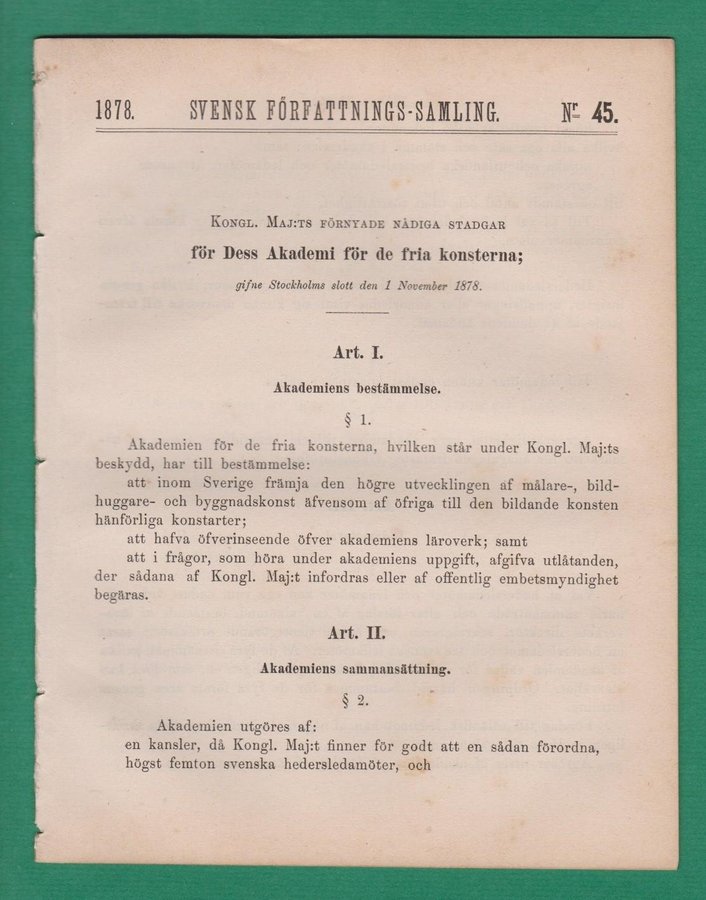 1878. SVENSK FÖRFATTNINGS-SAMLING. Nr 45.
KONGL. MAJ:TS FÖRNYADE NÅDIGA STADGAR
för Dess Akademi för de fria konsterna;
gifne Stockholms slott den 1 November 1878.
Art. I.
Akademiens bestämmelse.
§ 1.
Akademien för de fria konsterna, hvilken står under Kongl. Maj:ts
beskydd, har till bestämmelse:
att inom Sverige främja den högre utvecklingen af målare-, bild-
huggare- och byggnadskonst äfvensom af öfriga till den bildande konsten
hänförliga konstarter;
att hafva öfverinseende öfver akademiens läroverk; samt
att i frågor, som höra under akademiens uppgift, afgifva utlåtanden,
der sådana af Kongl. Maj:t infordras eller af offentlig embetsmyndighet
begäras.
Art. II.
Akademiens sammansättning.
§ 2.
Akademien utgöres af:
en kansler, då Kongl. Maj:t finner för godt att en sådan förordna,
högst femton svenska hedersledamöter, och